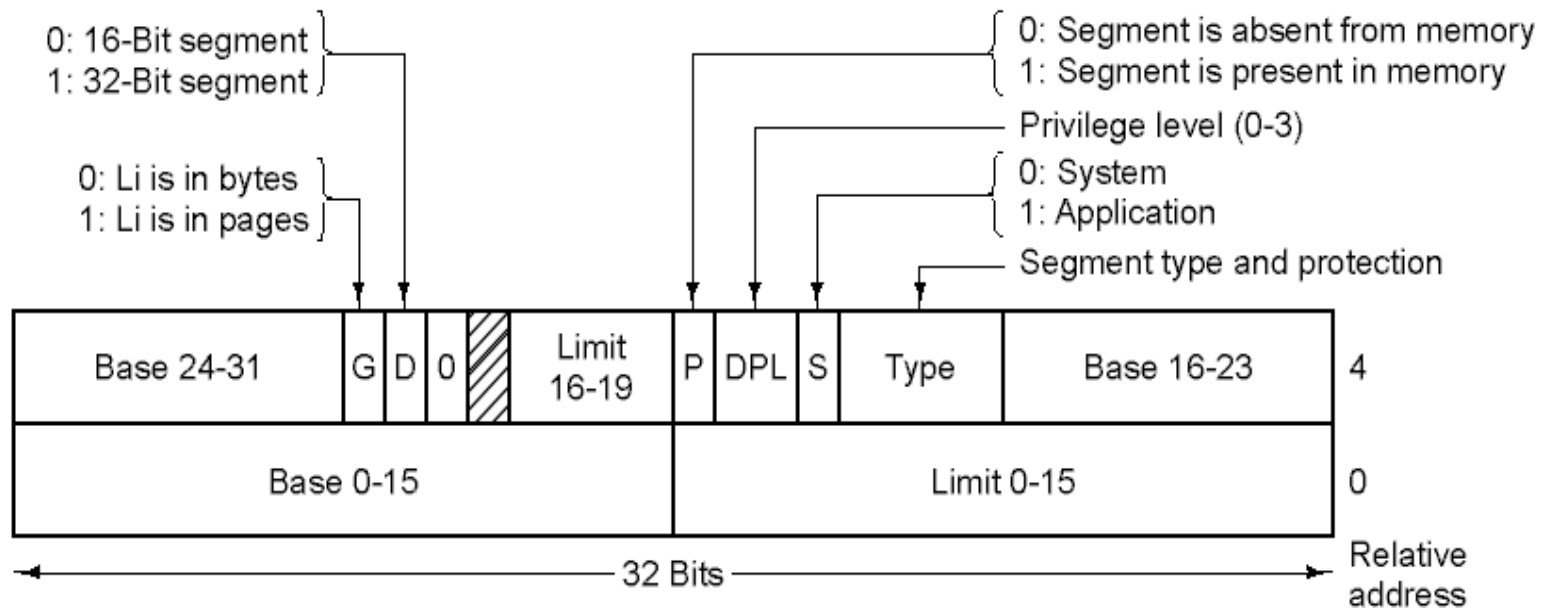 0: 16-Bit segment
1: 32-Bit segment
0: Li is in bytes
1: Li is in pages
0: Segment is absent from memory
1: Segment is present in memory
Privilege level (0-3)
0: System
1: Application
Segment type and protection
Base 24-31
G
D
0
Limit
16-19
P
DPL
S
Type
Base 16-23
4
Base 0-15
Limit 0-15
0
32 Bits
Relative
address